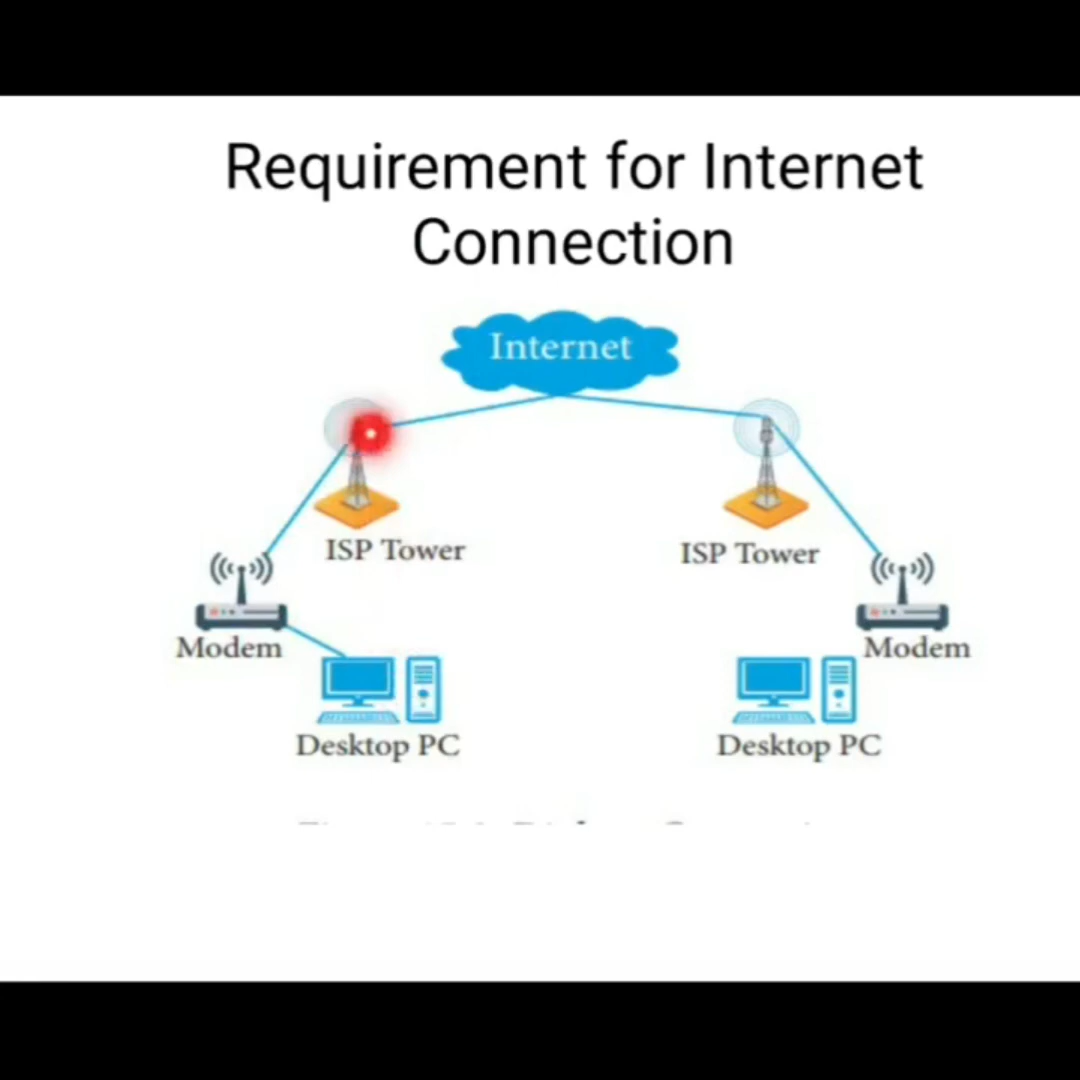 Requirement for Internet
Connection
Internet
ISP Tower
ISP Tower
Modem
Modem
Desktop PC
Desktop PC